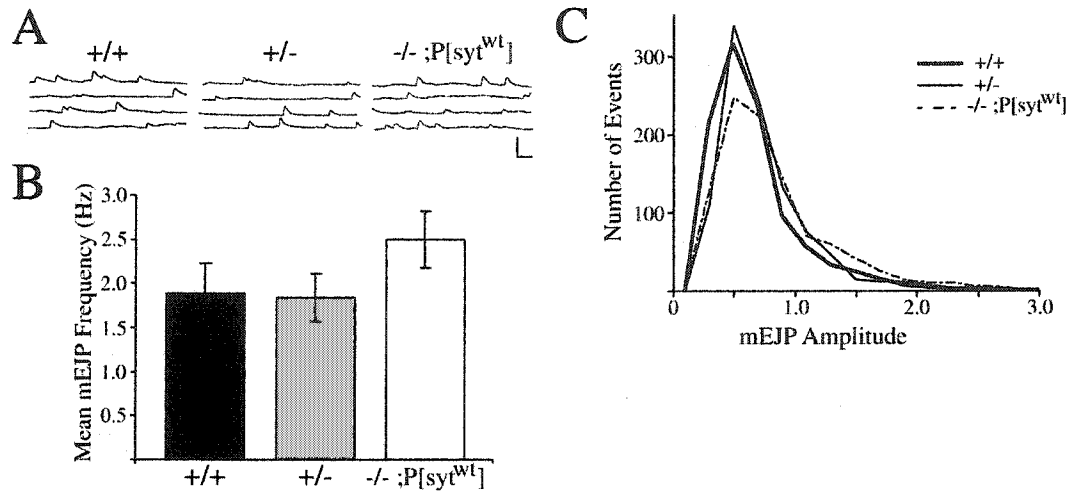 A
+/+
+/-
-/- ;P[syt^wt]
B
Mean mEJP Frequency (Hz)
3.0
2.5
2.0
1.5
1.0
0.5
+/+
+/-
-/- ;P[syt^wt]
C
Number of Events
300
200
100
0
1.0
2.0
3.0
mEJP Amplitude
+/+
+/-
-/- ;P[syt^wt]